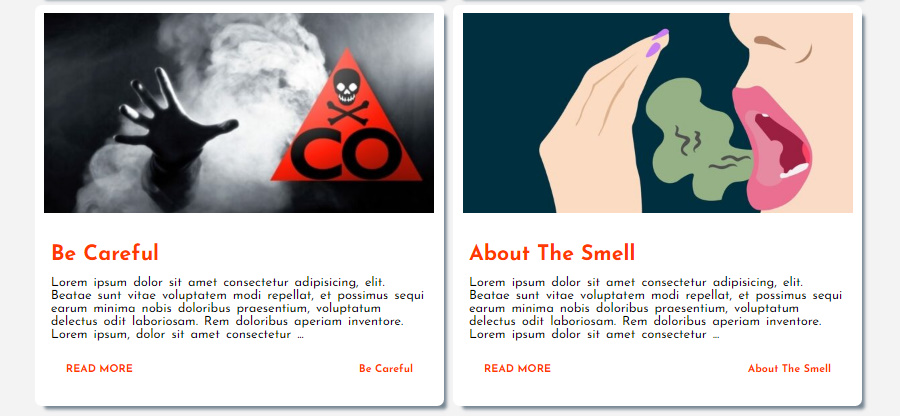 CO
Be Careful
Lorem ipsum dolor sit amet consectetur adipisicing, elit.
Beatae sunt vitae voluptatem modi repellat, et possimus sequi
earum minima nobis doloribus praesentium, voluptatum
delectus odit laboriosam. Rem doloribus aperiam inventore.
Lorem ipsum, dolor sit amet consectetur ...
READ MORE
Be Careful
About The Smell
Lorem ipsum dolor sit amet consectetur adipisicing, elit.
Beatae sunt vitae voluptatem modi repellat, et possimus sequi
earum minima nobis doloribus praesentium, voluptatum
delectus odit laboriosam. Rem doloribus aperiam inventore.
Lorem ipsum, dolor sit amet consectetur ...
READ MORE
About The Smell